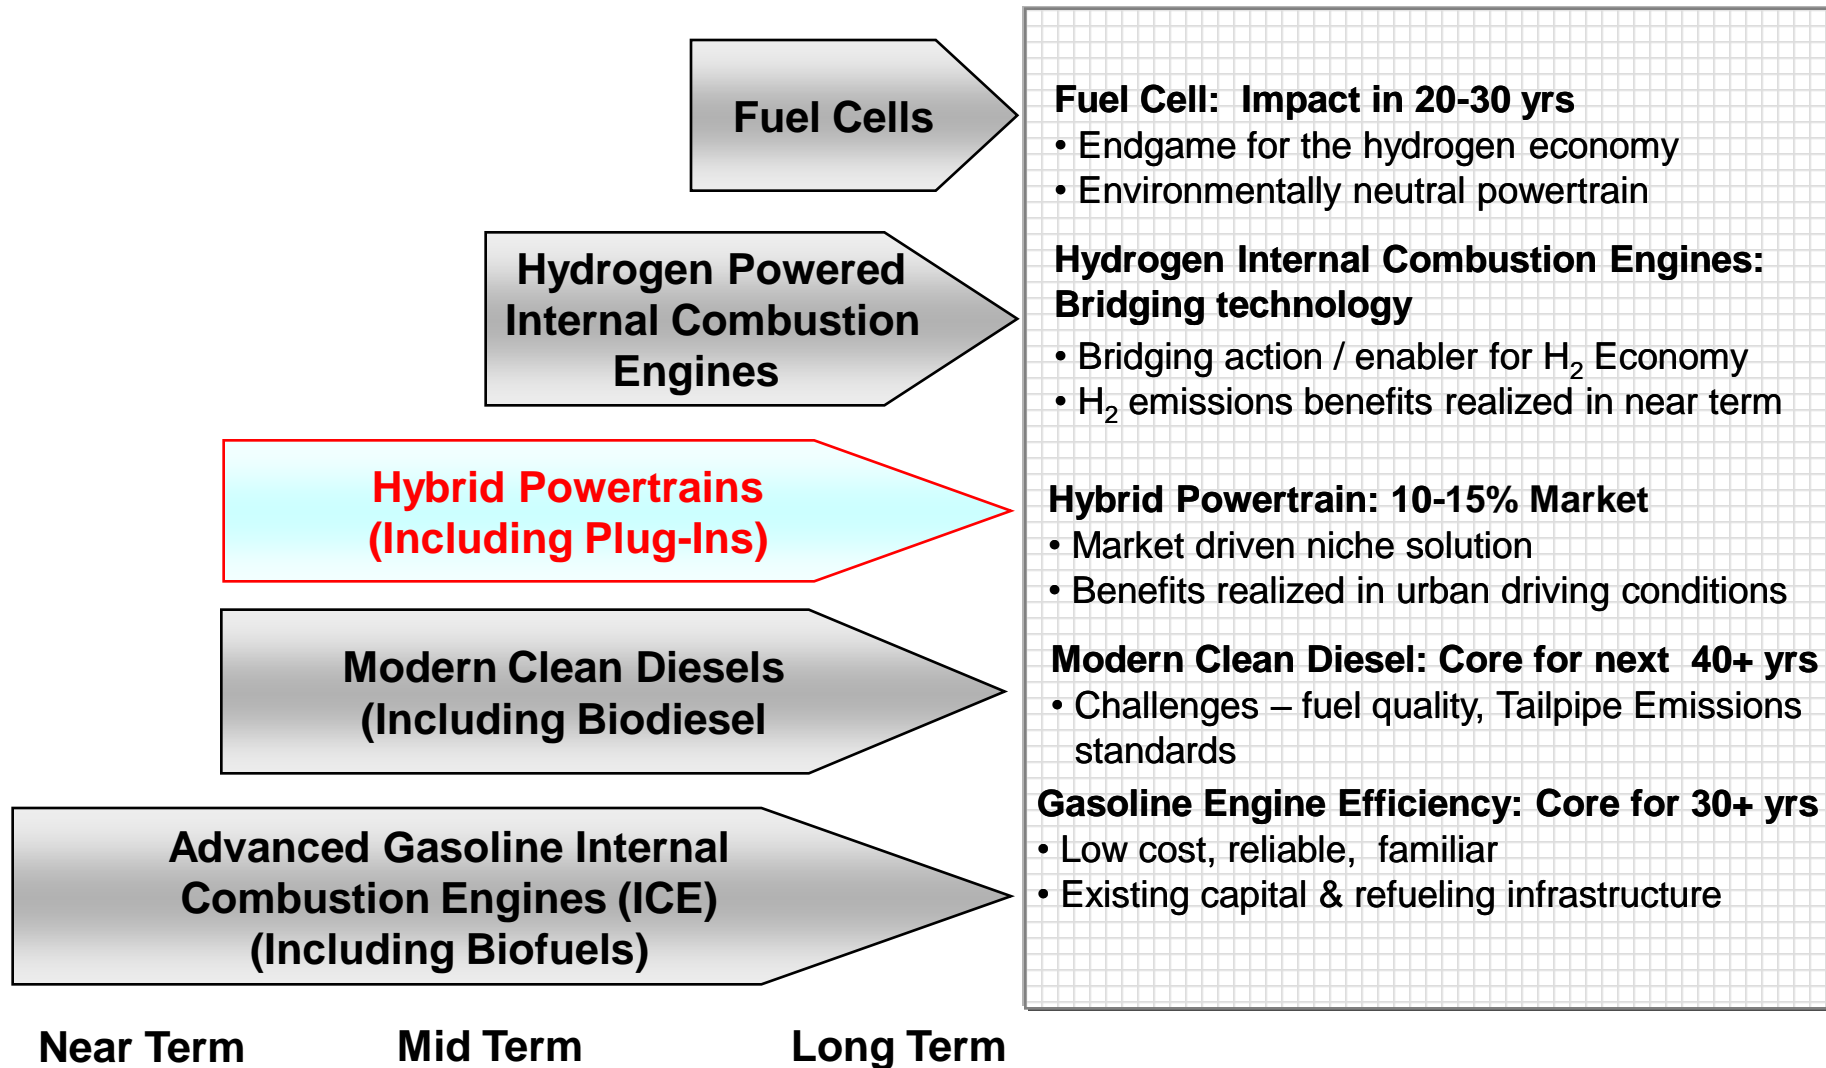 Fuel Cells
Hydrogen Powered
Internal Combustion
Engines
Hybrid Powertrains
(Including Plug-Ins)
Modern Clean Diesels
(Including Biodiesel
Advanced Gasoline Internal
Combustion Engines (ICE)
(Including Biofuels)
Near Term
Mid Term
Long Term
Fuel Cell:  Impact in 20-30 yrs
• Endgame for the hydrogen economy
• Environmentally neutral powertrain
Hydrogen Internal Combustion Engines:
Bridging technology
• Bridging action / enabler for H₂ Economy
• H₂ emissions benefits realized in near term
Hybrid Powertrain: 10-15% Market
• Market driven niche solution
• Benefits realized in urban driving conditions
Modern Clean Diesel: Core for next  40+ yrs
• Challenges – fuel quality, Tailpipe Emissions
standards
Gasoline Engine Efficiency: Core for 30+ yrs
• Low cost, reliable,  familiar
• Existing capital & refueling infrastructure